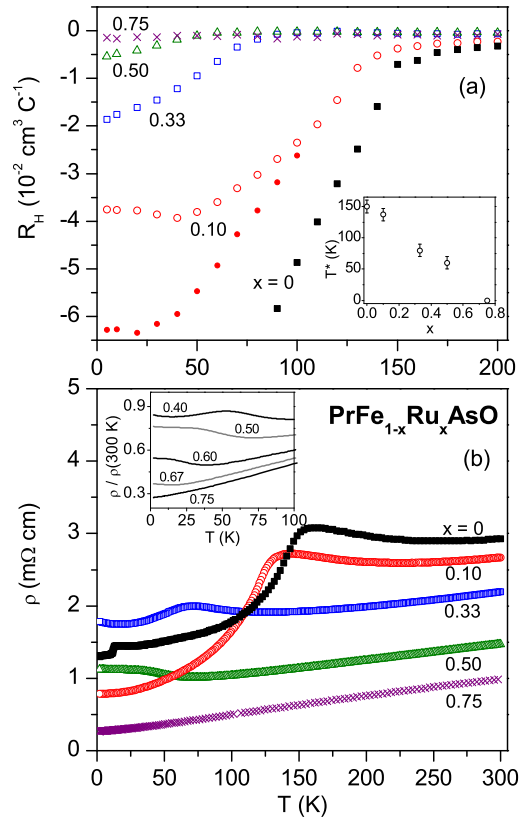 0
-1
-2
-3
-4
-5
-6
R_H (10^-2 cm^3 C^-1)
0.75
0.50
0.33
0.10
x = 0
(a)
150
100
50
0
T* (K)
0.0 0.2 0.4 0.6 0.8
x
0 50 100 150 200
5
4
3
2
1
0
ρ (mΩ cm)
0.9
0.6
0.3
ρ / ρ(300 K)
0.40
0.50
0.60
0.67
0.75
0 25 50 75 100
T (K)
PrFe_1-xRu_xAsO
(b)
x = 0
0.10
0.33
0.50
0.75
0 50 100 150 200 250 300
T (K)